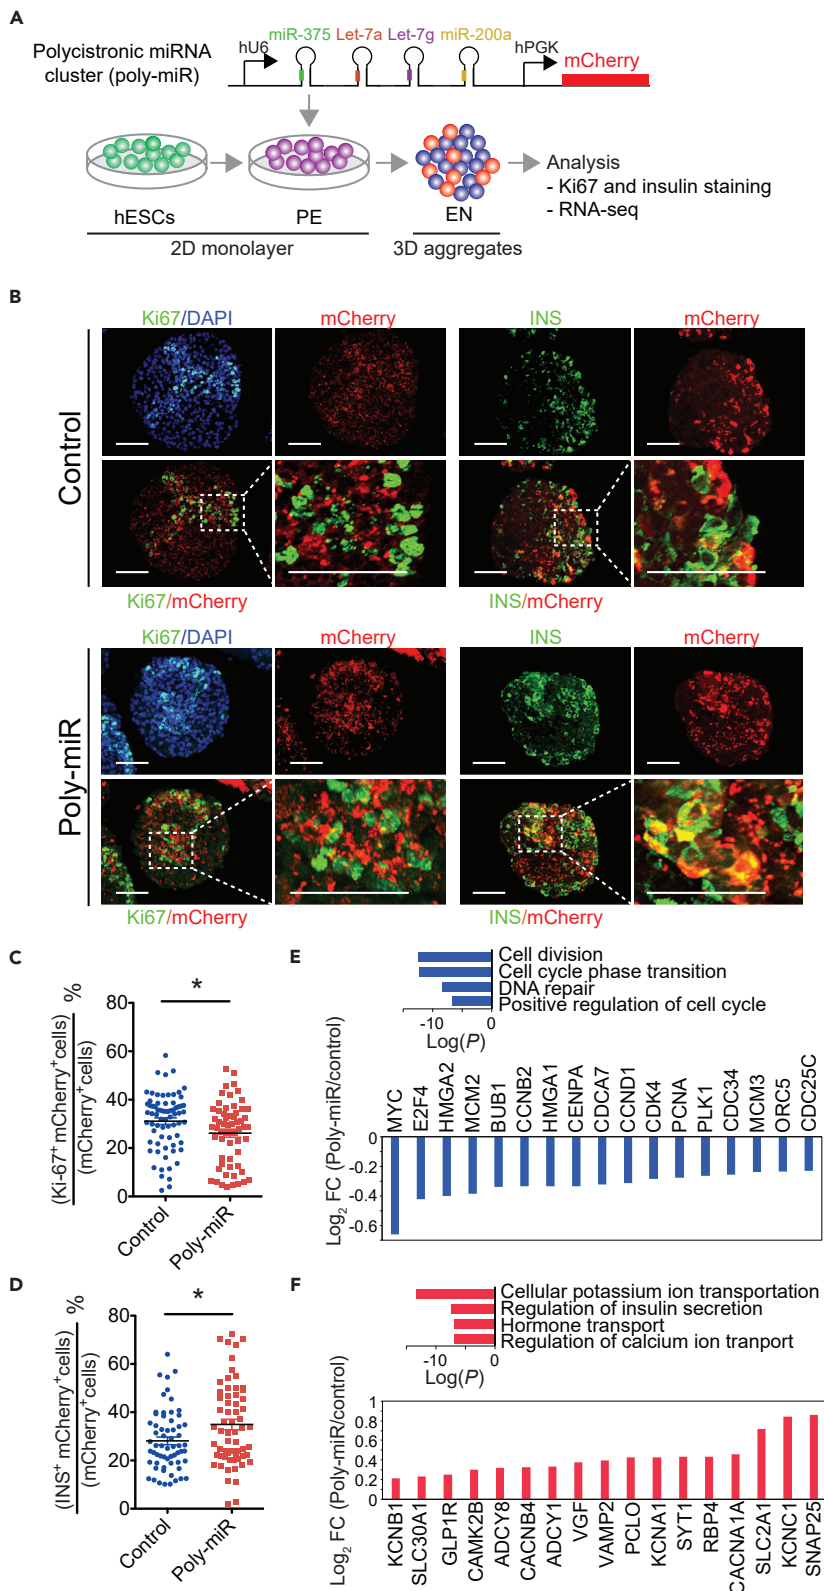 A
miR-375 Let-7a Let-7g miR-200a
Polycistronic miRNA
cluster (poly-miR)
hU6
hPGK
mCherry
hESCs
PE
EN
2D monolayer
3D aggregates
Analysis
- Ki67 and insulin staining
- RNA-seq
B
Control
Ki67/DAPI
mCherry
INS
mCherry
Ki67/mCherry
INS/mCherry
Poly-miR
Ki67/DAPI
mCherry
INS
mCherry
Ki67/mCherry
INS/mCherry
C
%
(Ki-67+ mCherry+cells)
(mCherry+cells)
80
60
40
20
0
*
Control
Poly-miR
E
Cell division
Cell cycle phase transition
DNA repair
Positive regulation of cell cycle
-10
0
Log(P)
Log2 FC (Poly-miR/control)
MYC
E2F4
HMGA2
MCM2
BUB1
CCNB2
HMGA1
CENPA
CDCA7
CCND1
CDK4
PCNA
PLK1
CDC34
MCM3
ORC5
CDC25C
0
-0.2
-0.4
-0.6
D
%
(INS+ mCherry+cells)
(mCherry+cells)
80
60
40
20
0
*
Control
Poly-miR
F
Cellular potassium ion transportation
Regulation of insulin secretion
Hormone transport
Regulation of calcium ion tranport
-10
0
Log(P)
Log2 FC (Poly-miR/control)
1
0.8
0.6
0.4
0.2
0
KCNB1
SLC30A1
GLP1R
CAMK2B
ADCY8
CACNB4
ADCY1
VGF
VAMP2
PCLO
KCNA1
SYT1
RBP4
CACNA1A
SLC2A1
KCNC1
SNAP25